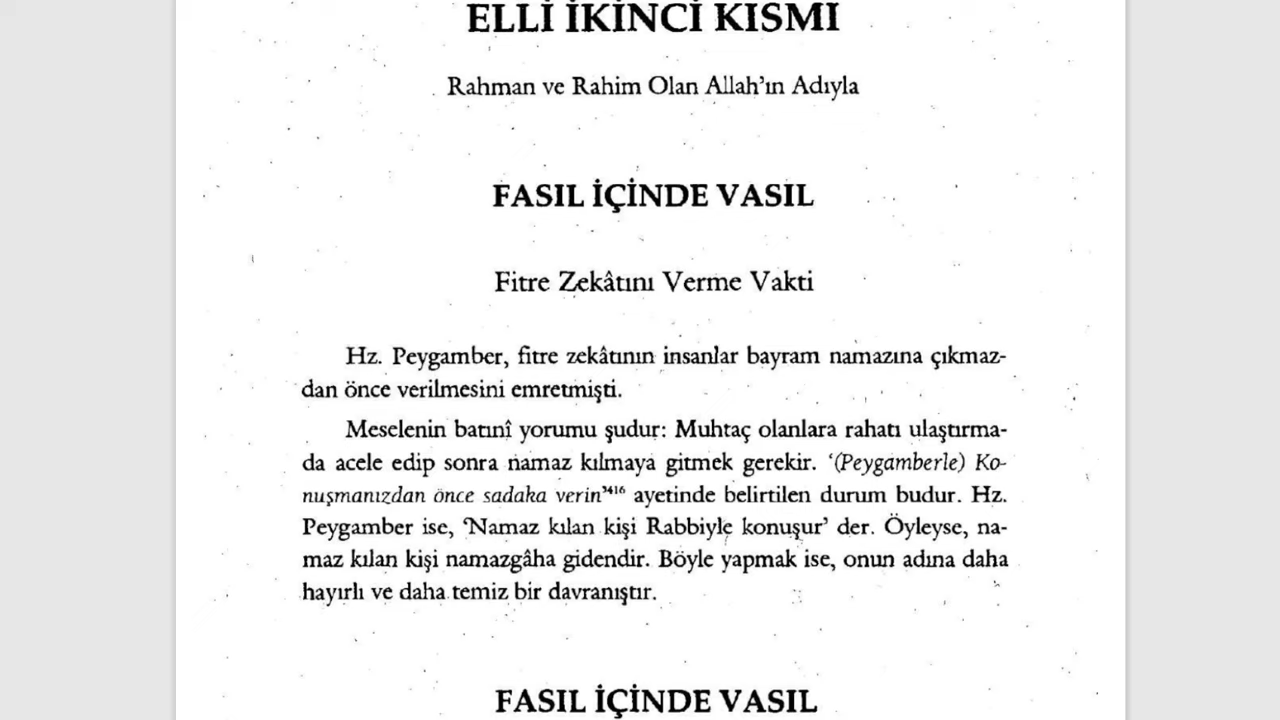 ELLİ İKİNCİ KISMI
Rahman ve Rahim Olan Allah'ın Adıyla
FASIL İÇİNDE VASIL
Fitre Zekâtını Verme Vakti
Hz. Peygamber, fitre zekâtının insanlar bayram namazına çıkmaz-
dan önce verilmesini emretmişti.
Meselenin batınî yorumu şudur: Muhtaç olanlara rahatı ulaştırma-
da acele edip sonra namaz kılmaya gitmek gerekir. '(Peygamberle) Ko-
nuşmanızdan önce sadaka verin'⁴¹⁶ ayetinde belirtilen durum budur. Hz.
Peygamber ise, 'Namaz kılan kişi Rabbiyle konuşur' der. Öyleyse, na-
maz kılan kişi namazgâha gidendir. Böyle yapmak ise, onun adına daha
hayırlı ve daha temiz bir davranıştır.
FASIL İÇİNDE VASIL